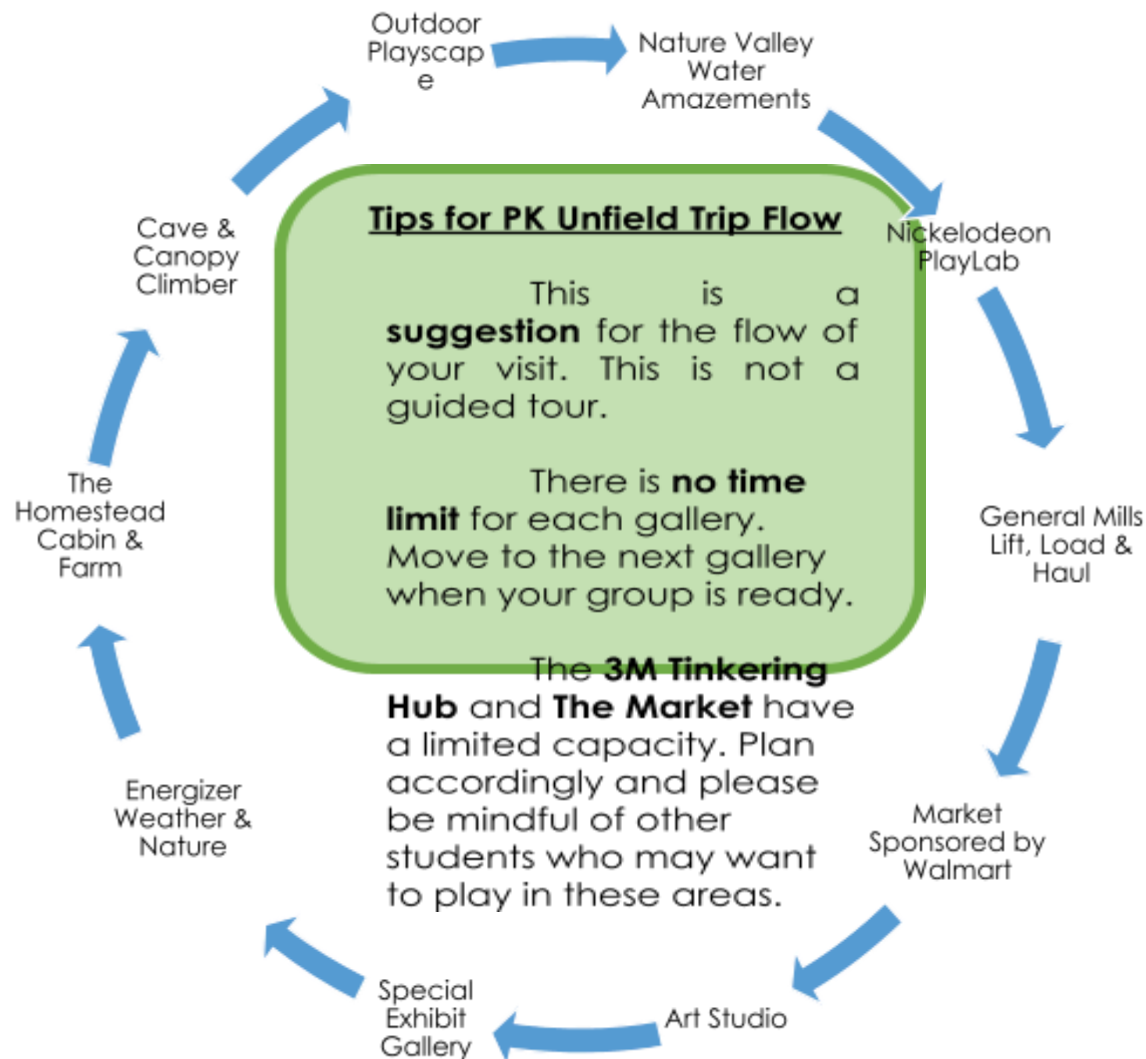 Outdoor
Playscap
e
Nature Valley
Water
Amazements
Nickelodeon
PlayLab
General Mills
Lift, Load &
Haul
Market
Sponsored by
Walmart
Art Studio
Special
Exhibit
Gallery
Energizer
Weather &
Nature
The
Homestead
Cabin &
Farm
Cave &
Canopy
Climber
Tips for PK Unfield Trip Flow
This is a
suggestion for the flow of
your visit. This is not a
guided tour.
There is no time
limit for each gallery.
Move to the next gallery
when your group is ready.
The 3M Tinkering
Hub and The Market have
a limited capacity. Plan
accordingly and please
be mindful of other
students who may want
to play in these areas.